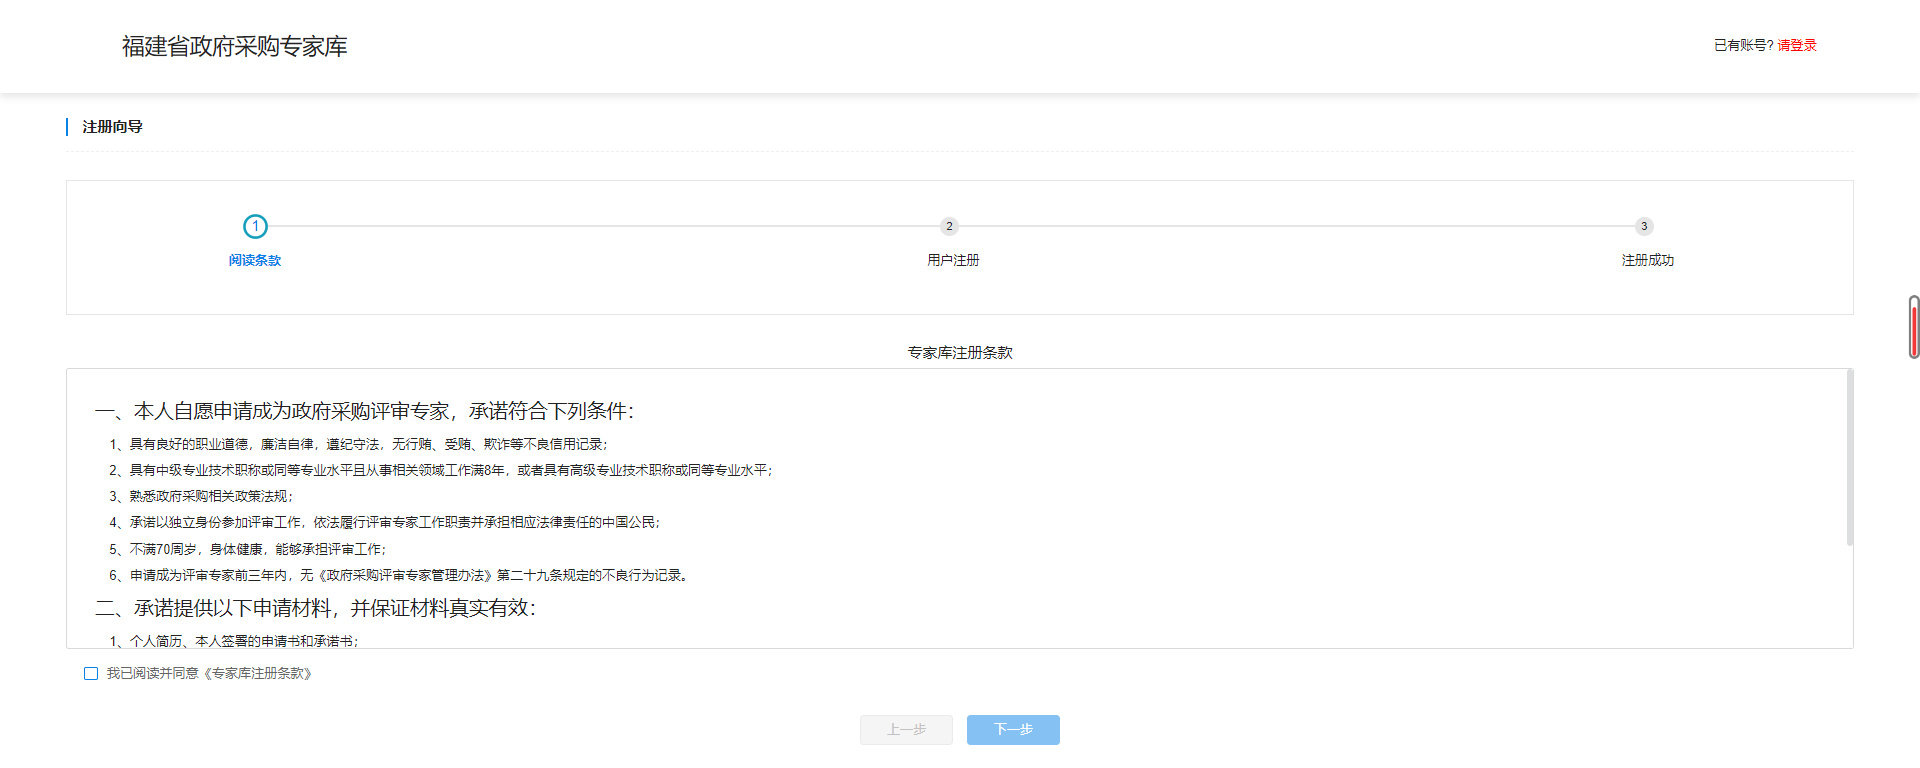 福建省政府采购专家库
已有账号? 请登录
注册向导
1
2
3
阅读条款
用户注册
注册成功
专家库注册条款
一、本人自愿申请成为政府采购评审专家，承诺符合下列条件：
1、具有良好的职业道德，廉洁自律，遵纪守法，无行贿、受贿、欺诈等不良信用记录；
2、具有中级专业技术职称或同等专业水平且从事相关领域工作满8年，或者具有高级专业技术职称或同等专业水平；
3、熟悉政府采购相关政策法规；
4、承诺以独立身份参加评审工作，依法履行评审专家工作职责并承担相应法律责任的中国公民；
5、不满70周岁，身体健康，能够承担评审工作；
6、申请成为评审专家前三年内，无《政府采购评审专家管理办法》第二十九条规定的不良行为记录。
二、承诺提供以下申请材料，并保证材料真实有效：
1、个人简历、本人签署的申请书和承诺书；
我已阅读并同意《专家库注册条款》
上一步
下一步